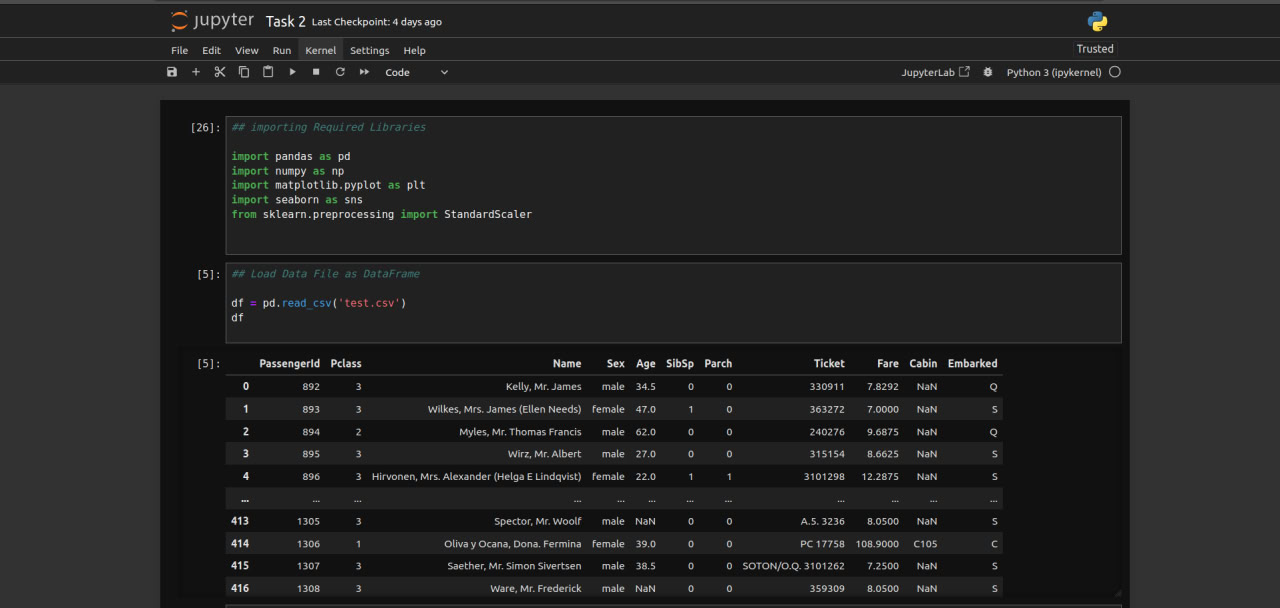 jupyter Task 2 Last Checkpoint: 4 days ago
File Edit View Run Kernel Settings Help Trusted
Code JupyterLab Python 3 (ipykernel)
[26]: ## importing Required Libraries
import pandas as pd
import numpy as np
import matplotlib.pyplot as plt
import seaborn as sns
from sklearn.preprocessing import StandardScaler
[5]: ## Load Data File as DataFrame
df = pd.read_csv('test.csv')
df
[5]: PassengerId Pclass Name Sex Age SibSp Parch Ticket Fare Cabin Embarked
0 892 3 Kelly, Mr. James male 34.5 0 0 330911 7.8292 NaN Q
1 893 3 Wilkes, Mrs. James (Ellen Needs) female 47.0 1 0 363272 7.0000 NaN S
2 894 2 Myles, Mr. Thomas Francis male 62.0 0 0 240276 9.6875 NaN Q
3 895 3 Wirz, Mr. Albert male 27.0 0 0 315154 8.6625 NaN S
4 896 3 Hirvonen, Mrs. Alexander (Helga E Lindqvist) female 22.0 1 1 3101298 12.2875 NaN S
... ... ... ... ... ... ... ... ... ... ... ...
413 1305 3 Spector, Mr. Woolf male NaN 0 0 A.5. 3236 8.0500 NaN S
414 1306 1 Oliva y Ocana, Dona. Fermina female 39.0 0 0 PC 17758 108.9000 C105 C
415 1307 3 Saether, Mr. Simon Sivertsen male 38.5 0 0 SOTON/O.Q. 3101262 7.2500 NaN S
416 1308 3 Ware, Mr. Frederick male NaN 0 0 359309 8.0500 NaN S